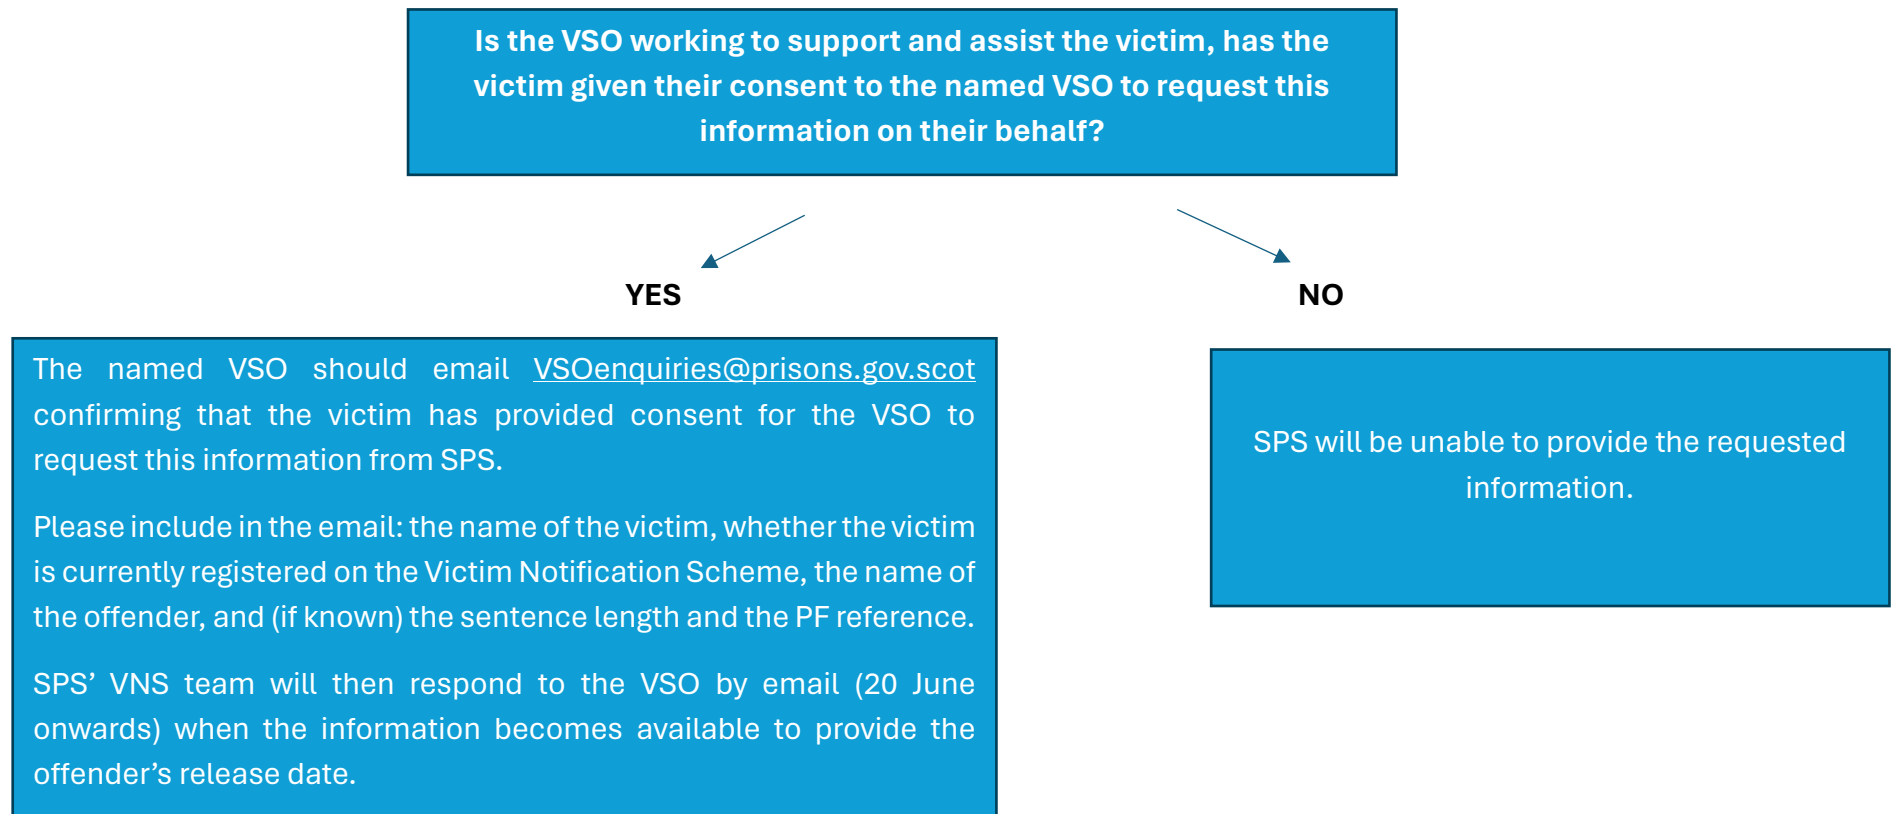 Is the VSO working to support and assist the victim, has the
victim given their consent to the named VSO to request this
information on their behalf?
YES
NO
The named VSO should email VSOenquiries@prisons.gov.scot
confirming that the victim has provided consent for the VSO to
request this information from SPS.
Please include in the email: the name of the victim, whether the victim
is currently registered on the Victim Notification Scheme, the name of
the offender, and (if known) the sentence length and the PF reference.
SPS’ VNS team will then respond to the VSO by email (20 June
onwards) when the information becomes available to provide the
offender’s release date.
SPS will be unable to provide the requested
information.